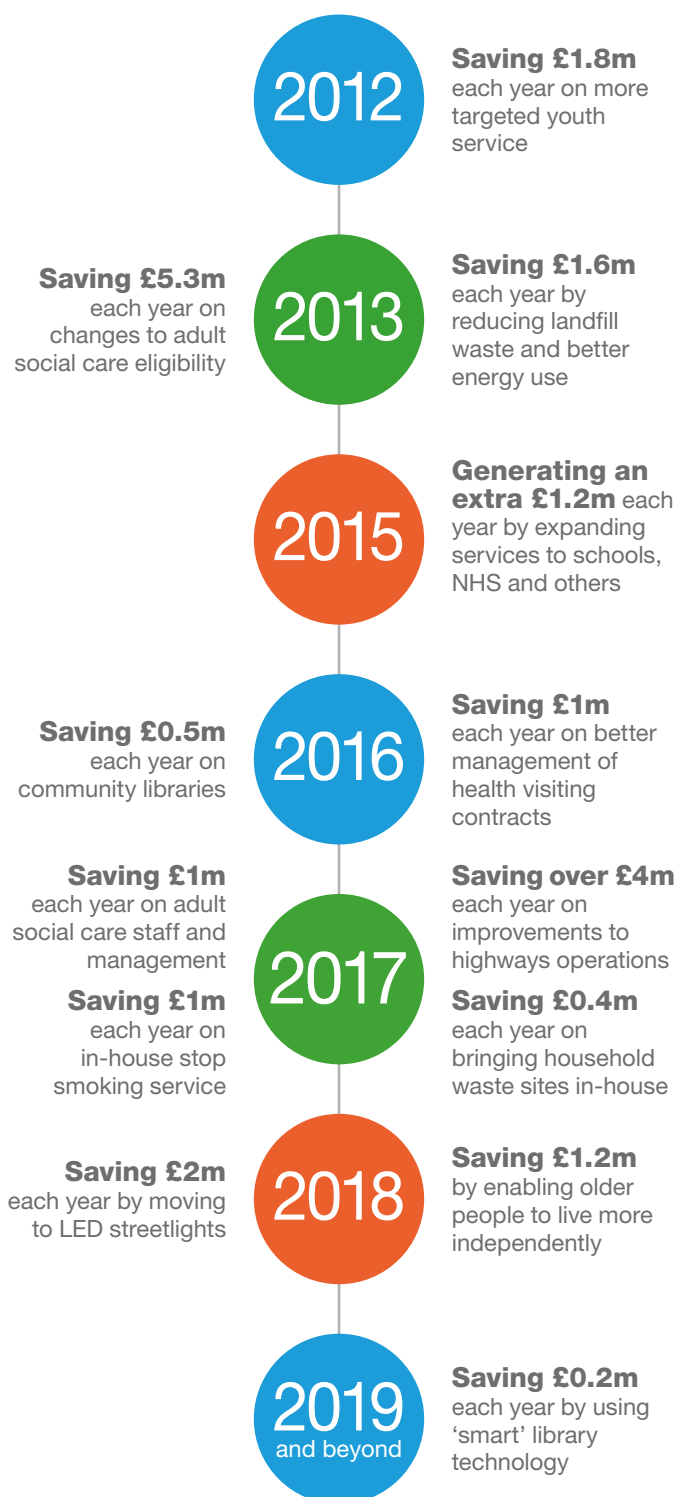 2012
Saving £1.8m
each year on more
targeted youth
service
Saving £5.3m
each year on
changes to adult
social care eligibility
2013
Saving £1.6m
each year by
reducing landfill
waste and better
energy use
2015
Generating an
extra £1.2m each
year by expanding
services to schools,
NHS and others
Saving £0.5m
each year on
community libraries
2016
Saving £1m
each year on better
management of
health visiting
contracts
Saving £1m
each year on adult
social care staff and
management
Saving £1m
each year on
in-house stop
smoking service
2017
Saving over £4m
each year on
improvements to
highways operations
Saving £0.4m
each year on
bringing household
waste sites in-house
Saving £2m
each year by moving
to LED streetlights
2018
Saving £1.2m
by enabling older
people to live more
independently
2019
and beyond
Saving £0.2m
each year by using
‘smart’ library
technology